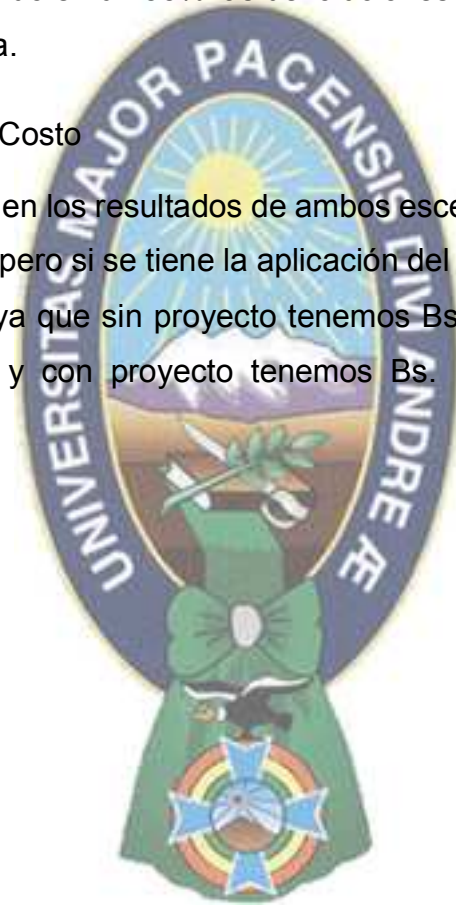 a.
Costo
en los resultados de ambos esce
pero si se tiene la aplicación del
ya que sin proyecto tenemos Bs
y con proyecto tenemos Bs.
UNIVERSITAS MAJOR PACENSIS DIVI ANDRE Æ